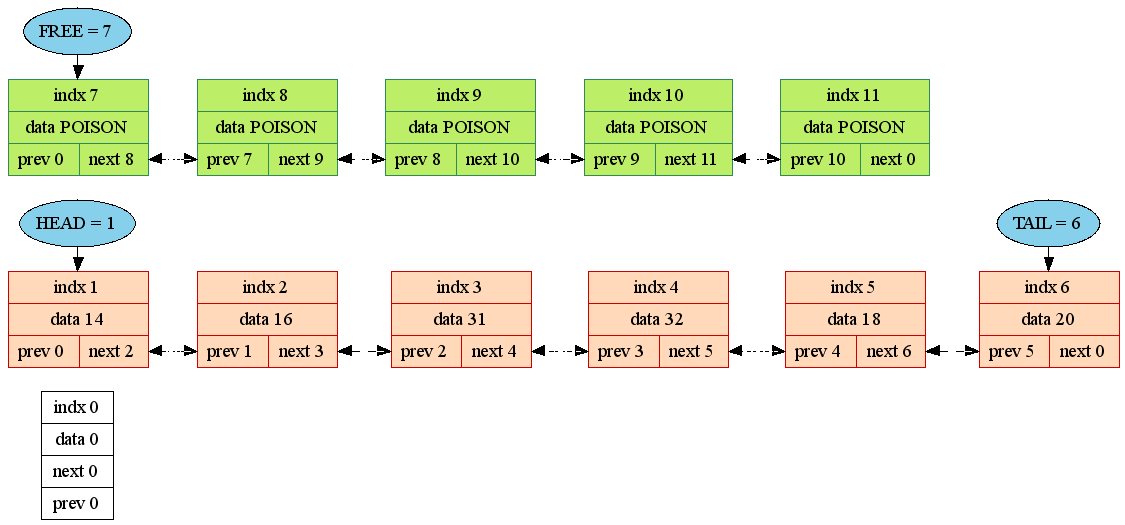 FREE = 7
indx 7
data POISON
prev 0 next 8
indx 8
data POISON
prev 7 next 9
indx 9
data POISON
prev 8 next 10
indx 10
data POISON
prev 9 next 11
indx 11
data POISON
prev 10 next 0
HEAD = 1
TAIL = 6
indx 1
data 14
prev 0 next 2
indx 2
data 16
prev 1 next 3
indx 3
data 31
prev 2 next 4
indx 4
data 32
prev 3 next 5
indx 5
data 18
prev 4 next 6
indx 6
data 20
prev 5 next 0
indx 0
data 0
next 0
prev 0